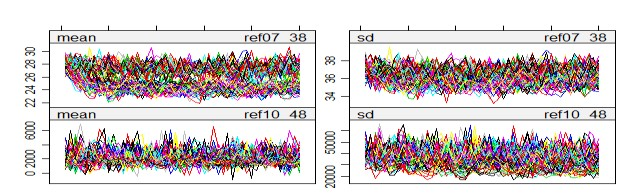 mean ref07 38
sd ref07 38
22 24 26 28 30
34 36 38
mean ref10 48
sd ref10 48
0 2000 6000
20000 50000